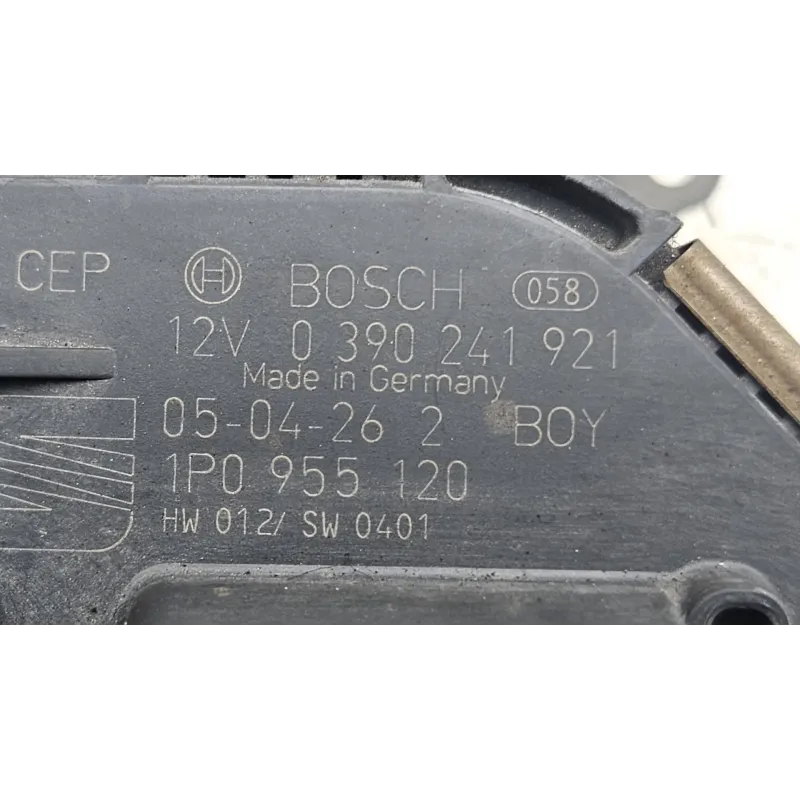 CEP BOSCH 058
12V 0 390 241 921
Made in Germany
05-04-26 2 BOY
1P0 955 120
HW 012/ SW 0401